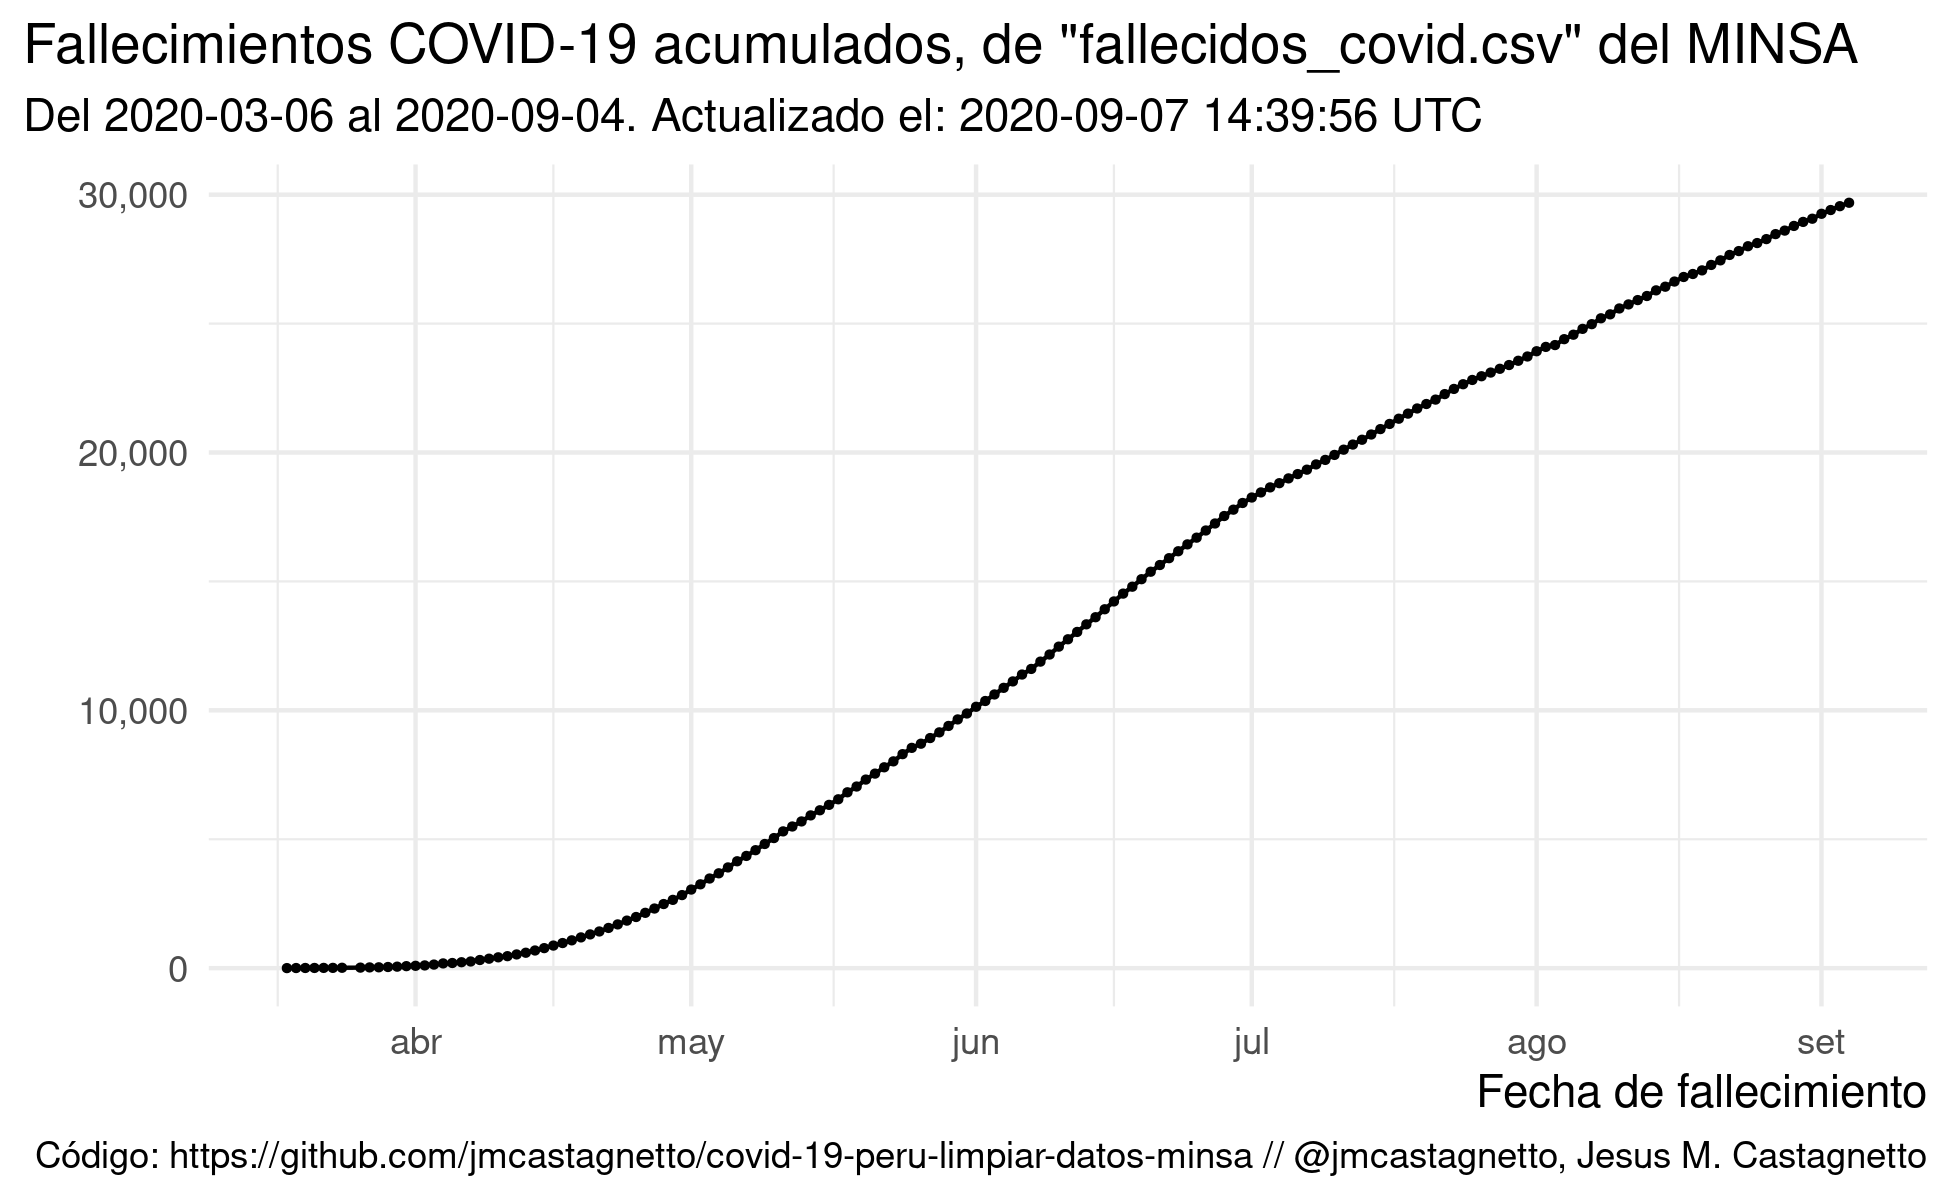 Fallecimientos COVID-19 acumulados, de "fallecidos_covid.csv" del MINSA
Del 2020-03-06 al 2020-09-04. Actualizado el: 2020-09-07 14:39:56 UTC
30,000
20,000
10,000
0
abr may jun jul ago set
Fecha de fallecimiento
Código: https://github.com/jmcastagnetto/covid-19-peru-limpiar-datos-minsa // @jmcastagnetto, Jesus M. Castagnetto